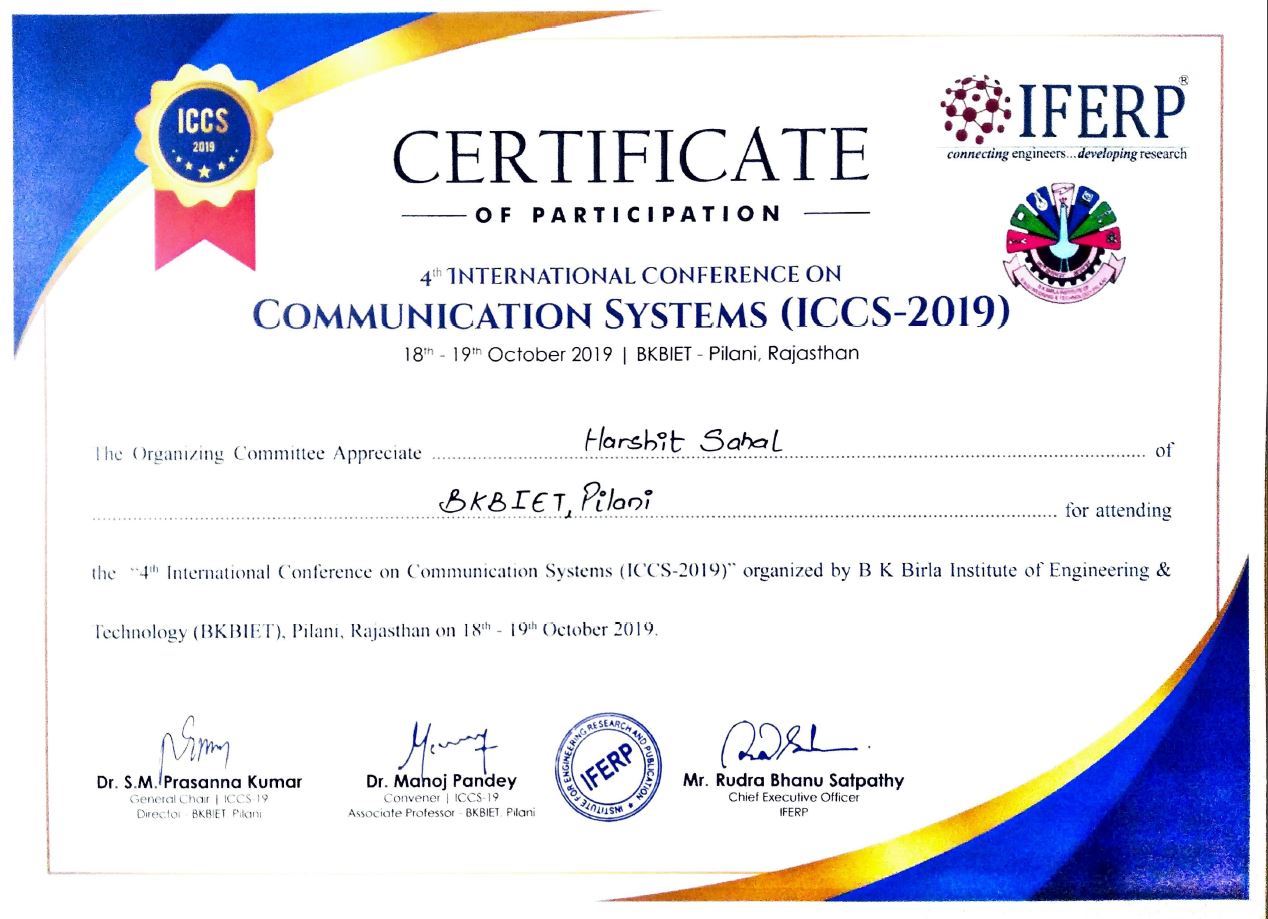 ICCS
2019
IFERP®
connecting engineers...developing research
CERTIFICATE
OF PARTICIPATION
4th INTERNATIONAL CONFERENCE ON
COMMUNICATION SYSTEMS (ICCS-2019)
18th - 19th October 2019 | BKBIET - Pilani, Rajasthan
The Organizing Committee Appreciate Harshit Sahal of
BKBIET, Pilani for attending
the "4th International Conference on Communication Systems (ICCS-2019)" organized by B K Birla Institute of Engineering &
Technology (BKBIET), Pilani, Rajasthan on 18th - 19th October 2019.
Dr. S.M. Prasanna Kumar
General Chair | ICCS-19
Director - BKBIET, Pilani
Dr. Manoj Pandey
Convener | ICCS-19
Associate Professor - BKBIET, Pilani
INSTITUTE FOR ENGINEERING RESEARCH AND PUBLICATION
IFERP
Mr. Rudra Bhanu Satpathy
Chief Executive Officer
IFERP